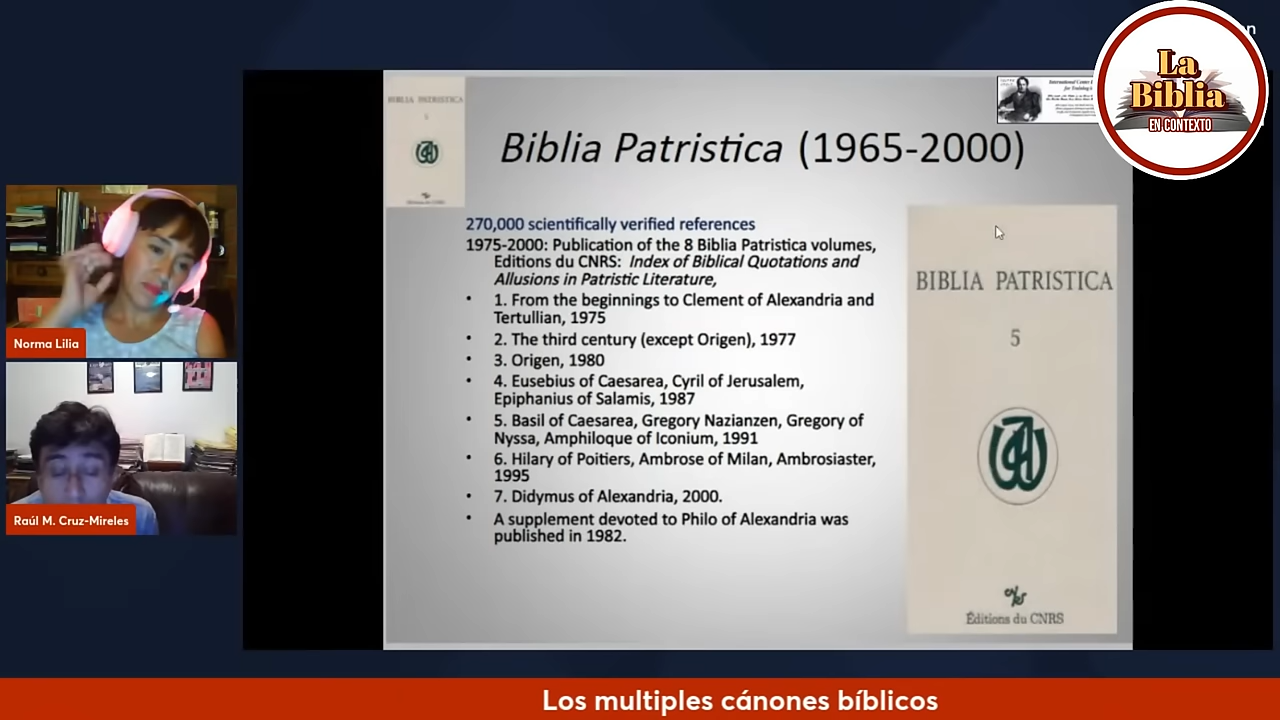 La
Biblia
EN CONTEXTO
BIBLIA PATRISTICA
5
Biblia Patristica (1965-2000)
270,000 scientifically verified references
1975-2000: Publication of the 8 Biblia Patristica volumes,
Editions du CNRS: Index of Biblical Quotations and
Allusions in Patristic Literature,
• 1. From the beginnings to Clement of Alexandria and
Tertullian, 1975
• 2. The third century (except Origen), 1977
• 3. Origen, 1980
• 4. Eusebius of Caesarea, Cyril of Jerusalem,
Epiphanius of Salamis, 1987
• 5. Basil of Caesarea, Gregory Nazianzen, Gregory of
Nyssa, Amphiloque of Iconium, 1991
• 6. Hilary of Poitiers, Ambrose of Milan, Ambrosiaster,
1995
• 7. Didymus of Alexandria, 2000.
• A supplement devoted to Philo of Alexandria was
published in 1982.
BIBLIA PATRISTICA
5
Éditions du CNRS
Norma Lilia
Raúl M. Cruz-Mireles
Los multiples cánones bíblicos